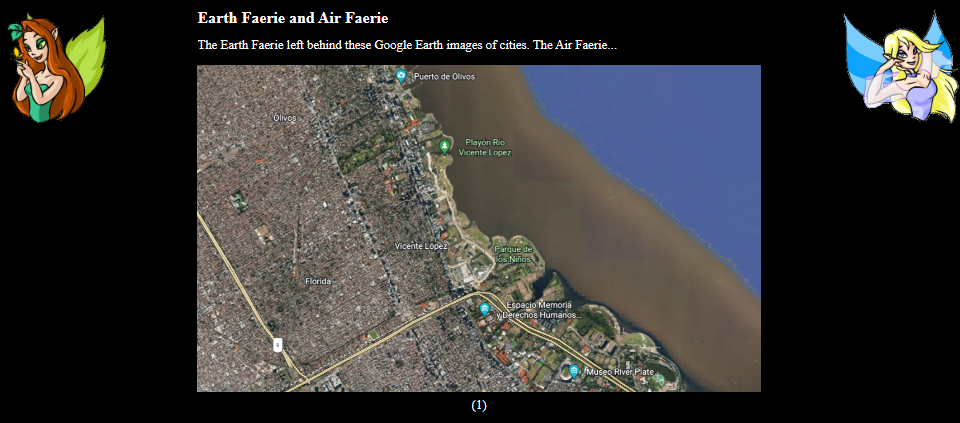 Earth Faerie and Air Faerie
The Earth Faerie left behind these Google Earth images of cities. The Air Faerie...
Puerto de Olivos
Olivos
Playón Río
Vicente Lopez
Vicente López
Parque de
los Niños
Florida
Espacio Memoria
y Derechos Humanos...
9
Museo River Plate
(1)